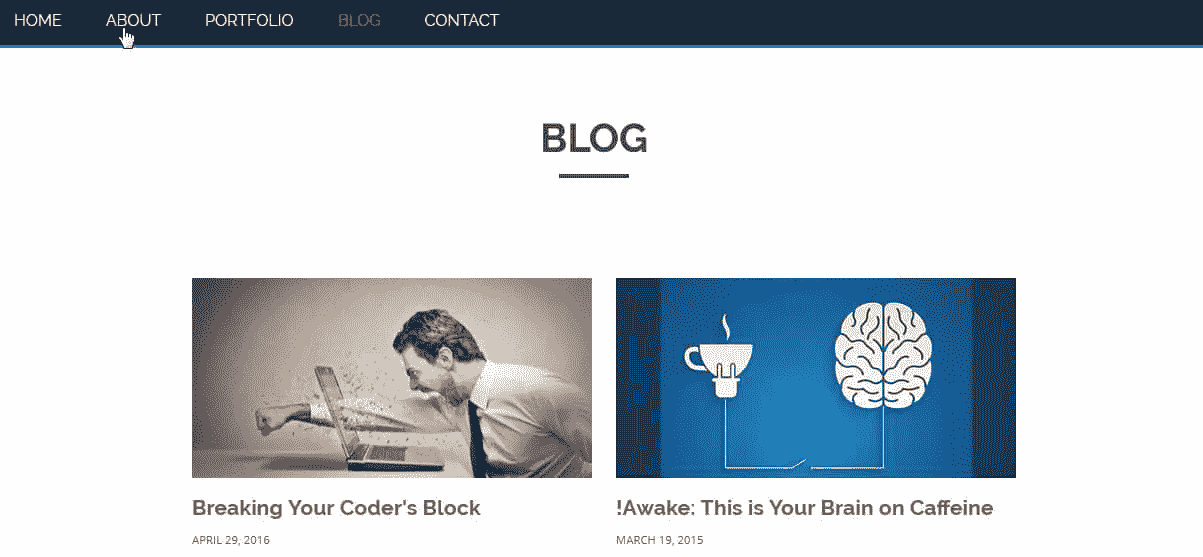 HOME ABOUT PORTFOLIO BLOG CONTACT
BLOG
Breaking Your Coder's Block
APRIL 29, 2016
!Awake: This is Your Brain on Caffeine
MARCH 19, 2015